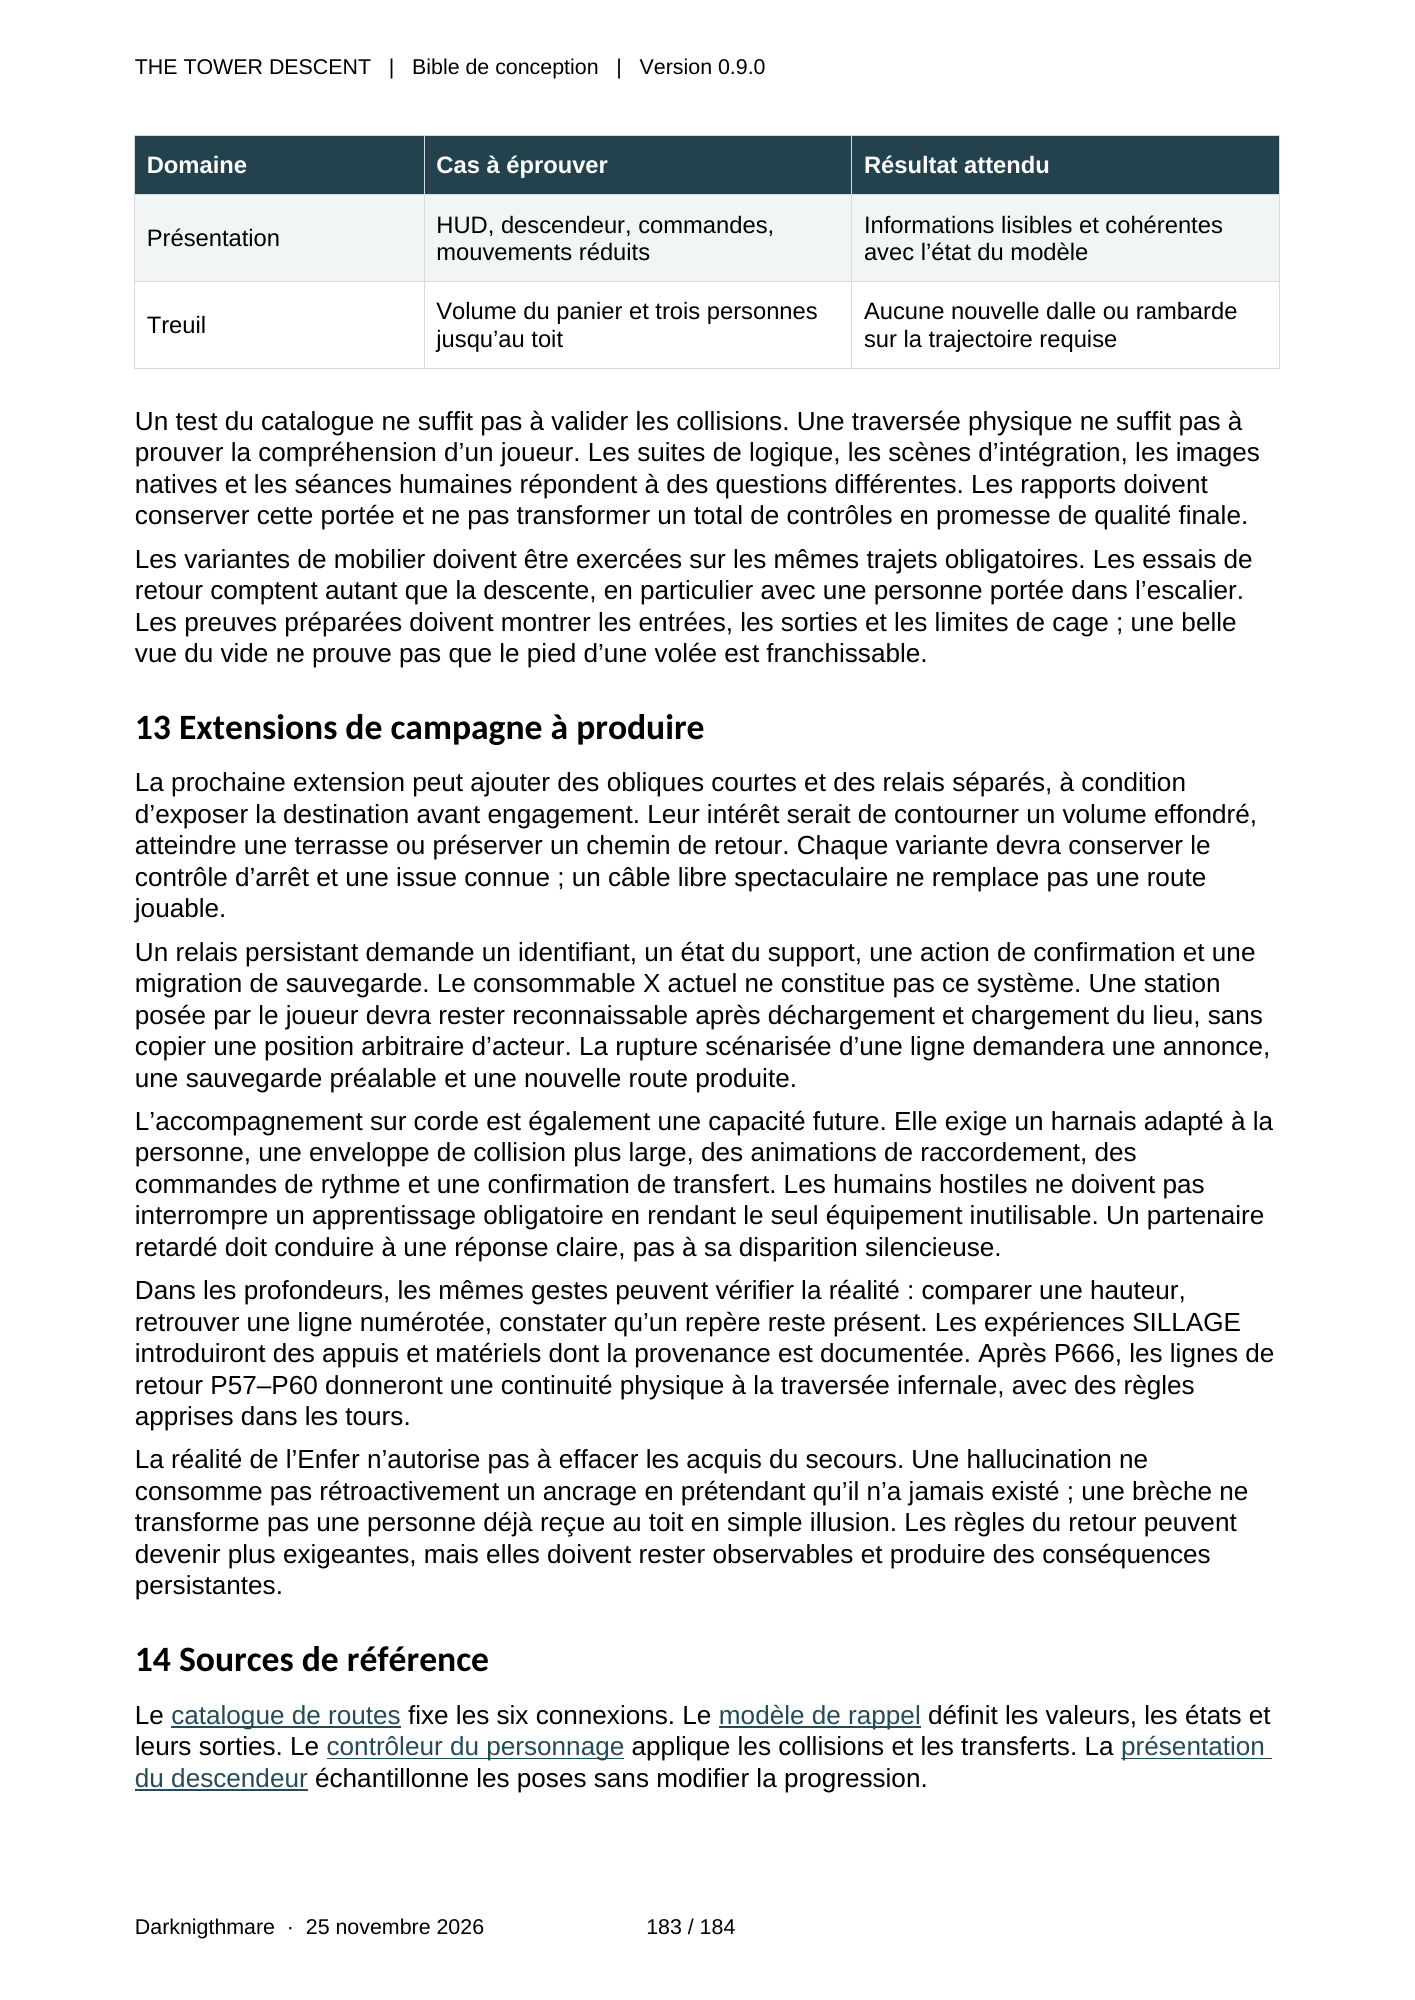 THE TOWER DESCENT | Bible de conception | Version 0.9.0
Domaine Cas à éprouver Résultat attendu
Présentation HUD, descendeur, commandes, mouvements réduits Informations lisibles et cohérentes avec l’état du modèle
Treuil Volume du panier et trois personnes jusqu’au toit Aucune nouvelle dalle ou rambarde sur la trajectoire requise
Un test du catalogue ne suffit pas à valider les collisions. Une traversée physique ne suffit pas à
prouver la compréhension d’un joueur. Les suites de logique, les scènes d’intégration, les images
natives et les séances humaines répondent à des questions différentes. Les rapports doivent
conserver cette portée et ne pas transformer un total de contrôles en promesse de qualité finale.
Les variantes de mobilier doivent être exercées sur les mêmes trajets obligatoires. Les essais de
retour comptent autant que la descente, en particulier avec une personne portée dans l’escalier.
Les preuves préparées doivent montrer les entrées, les sorties et les limites de cage ; une belle
vue du vide ne prouve pas que le pied d’une volée est franchissable.
13 Extensions de campagne à produire
La prochaine extension peut ajouter des obliques courtes et des relais séparés, à condition
d’exposer la destination avant engagement. Leur intérêt serait de contourner un volume effondré,
atteindre une terrasse ou préserver un chemin de retour. Chaque variante devra conserver le
contrôle d’arrêt et une issue connue ; un câble libre spectaculaire ne remplace pas une route
jouable.
Un relais persistant demande un identifiant, un état du support, une action de confirmation et une
migration de sauvegarde. Le consommable X actuel ne constitue pas ce système. Une station
posée par le joueur devra rester reconnaissable après déchargement et chargement du lieu, sans
copier une position arbitraire d’acteur. La rupture scénarisée d’une ligne demandera une annonce,
une sauvegarde préalable et une nouvelle route produite.
L’accompagnement sur corde est également une capacité future. Elle exige un harnais adapté à la
personne, une enveloppe de collision plus large, des animations de raccordement, des
commandes de rythme et une confirmation de transfert. Les humains hostiles ne doivent pas
interrompre un apprentissage obligatoire en rendant le seul équipement inutilisable. Un partenaire
retardé doit conduire à une réponse claire, pas à sa disparition silencieuse.
Dans les profondeurs, les mêmes gestes peuvent vérifier la réalité : comparer une hauteur,
retrouver une ligne numérotée, constater qu’un repère reste présent. Les expériences SILLAGE
introduiront des appuis et matériels dont la provenance est documentée. Après P666, les lignes de
retour P57–P60 donneront une continuité physique à la traversée infernale, avec des règles
apprises dans les tours.
La réalité de l’Enfer n’autorise pas à effacer les acquis du secours. Une hallucination ne
consomme pas rétroactivement un ancrage en prétendant qu’il n’a jamais existé ; une brèche ne
transforme pas une personne déjà reçue au toit en simple illusion. Les règles du retour peuvent
devenir plus exigeantes, mais elles doivent rester observables et produire des conséquences
persistantes.
14 Sources de référence
Le catalogue de routes fixe les six connexions. Le modèle de rappel définit les valeurs, les états et
leurs sorties. Le contrôleur du personnage applique les collisions et les transferts. La présentation
du descendeur échantillonne les poses sans modifier la progression.
Darknigthmare · 25 novembre 2026 183 / 184